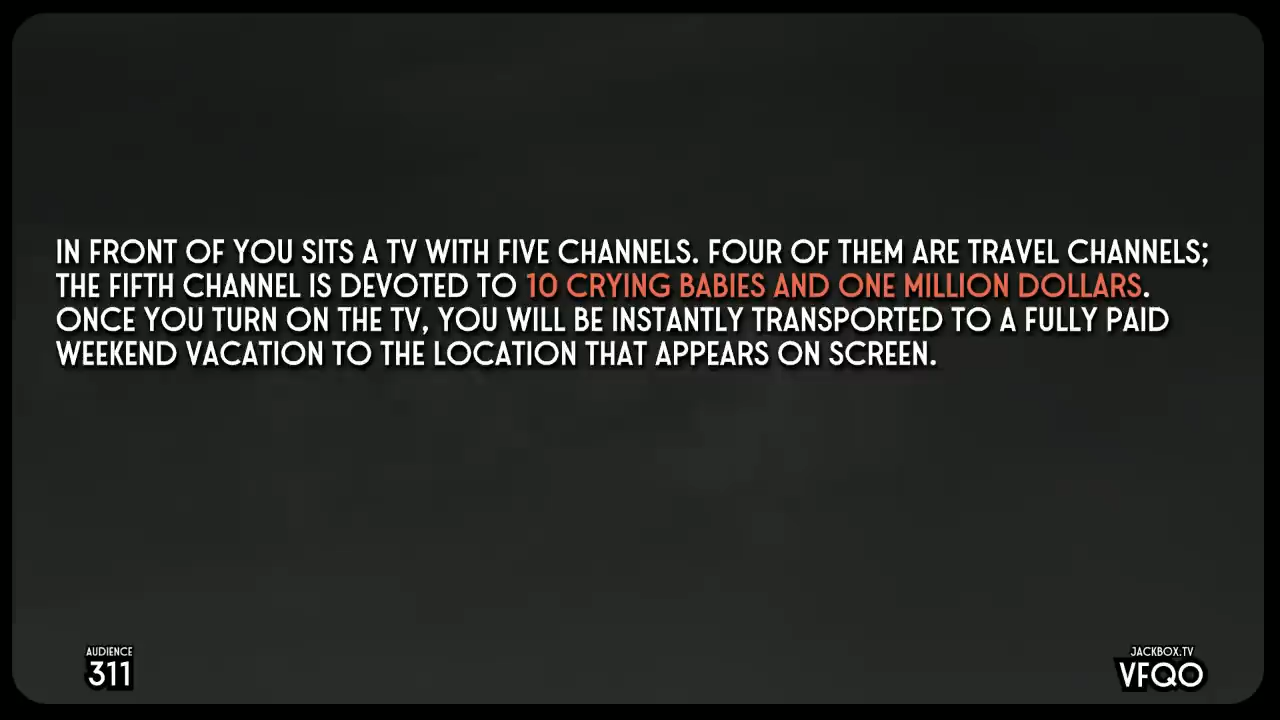 IN FRONT OF YOU SITS A TV WITH FIVE CHANNELS. FOUR OF THEM ARE TRAVEL CHANNELS;
THE FIFTH CHANNEL IS DEVOTED TO 10 CRYING BABIES AND ONE MILLION DOLLARS.
ONCE YOU TURN ON THE TV, YOU WILL BE INSTANTLY TRANSPORTED TO A FULLY PAID
WEEKEND VACATION TO THE LOCATION THAT APPEARS ON SCREEN.
AUDIENCE
311
JACKBOX.TV
VFQO